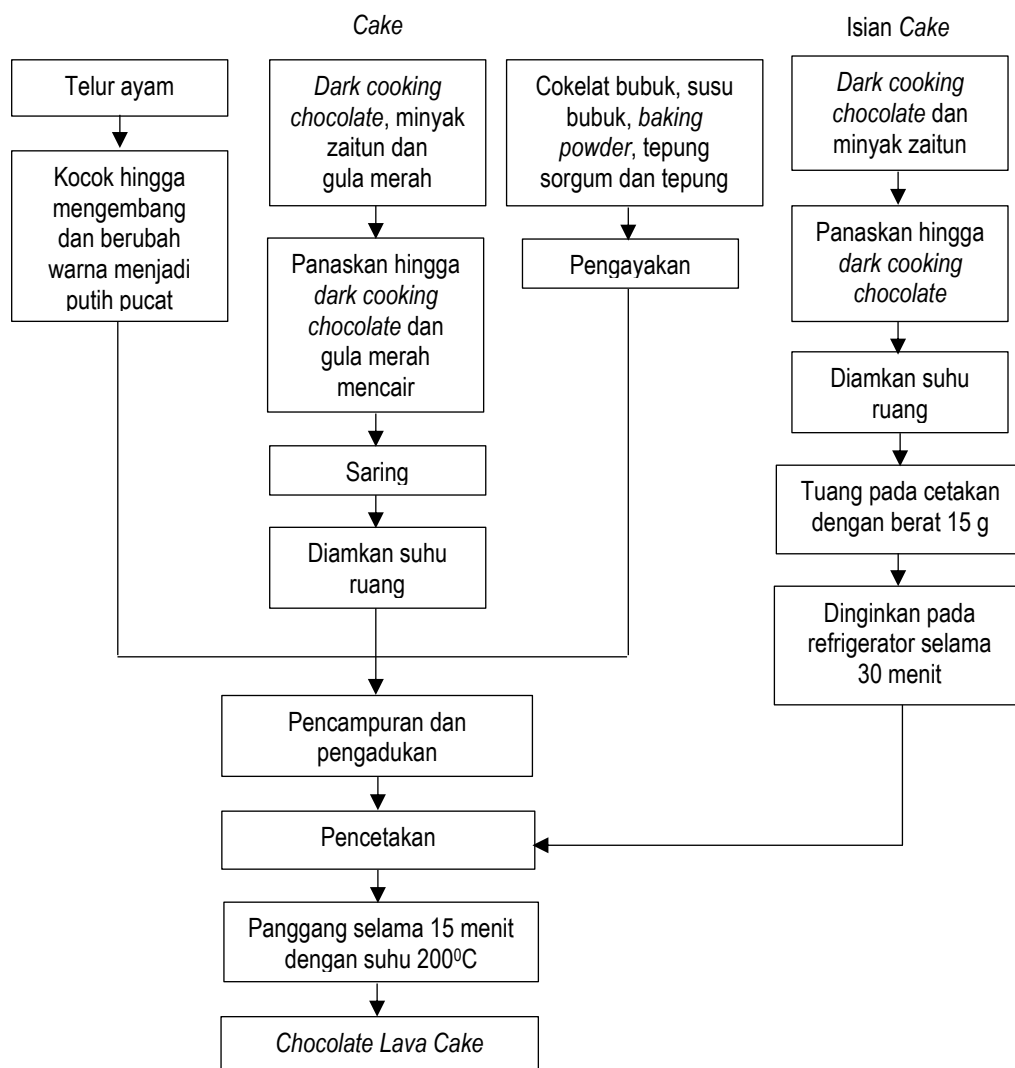 Cake
Isian Cake
Telur ayam
Kocok hingga
mengembang
dan berubah
warna menjadi
putih pucat
Dark cooking
chocolate, minyak
zaitun dan
gula merah
Panaskan hingga
dark cooking
chocolate dan
gula merah
mencair
Saring
Diamkan suhu
ruang
Cokelat bubuk, susu
bubuk, baking
powder, tepung
sorgum dan tepung
Pengayakan
Dark cooking
chocolate dan
minyak zaitun
Panaskan hingga
dark cooking
chocolate
Diamkan suhu
ruang
Tuang pada cetakan
dengan berat 15 g
Dinginkan pada
refrigerator selama
30 menit
Pencampuran dan
pengadukan
Pencetakan
Panggang selama 15 menit
dengan suhu 200⁰C
Chocolate Lava Cake